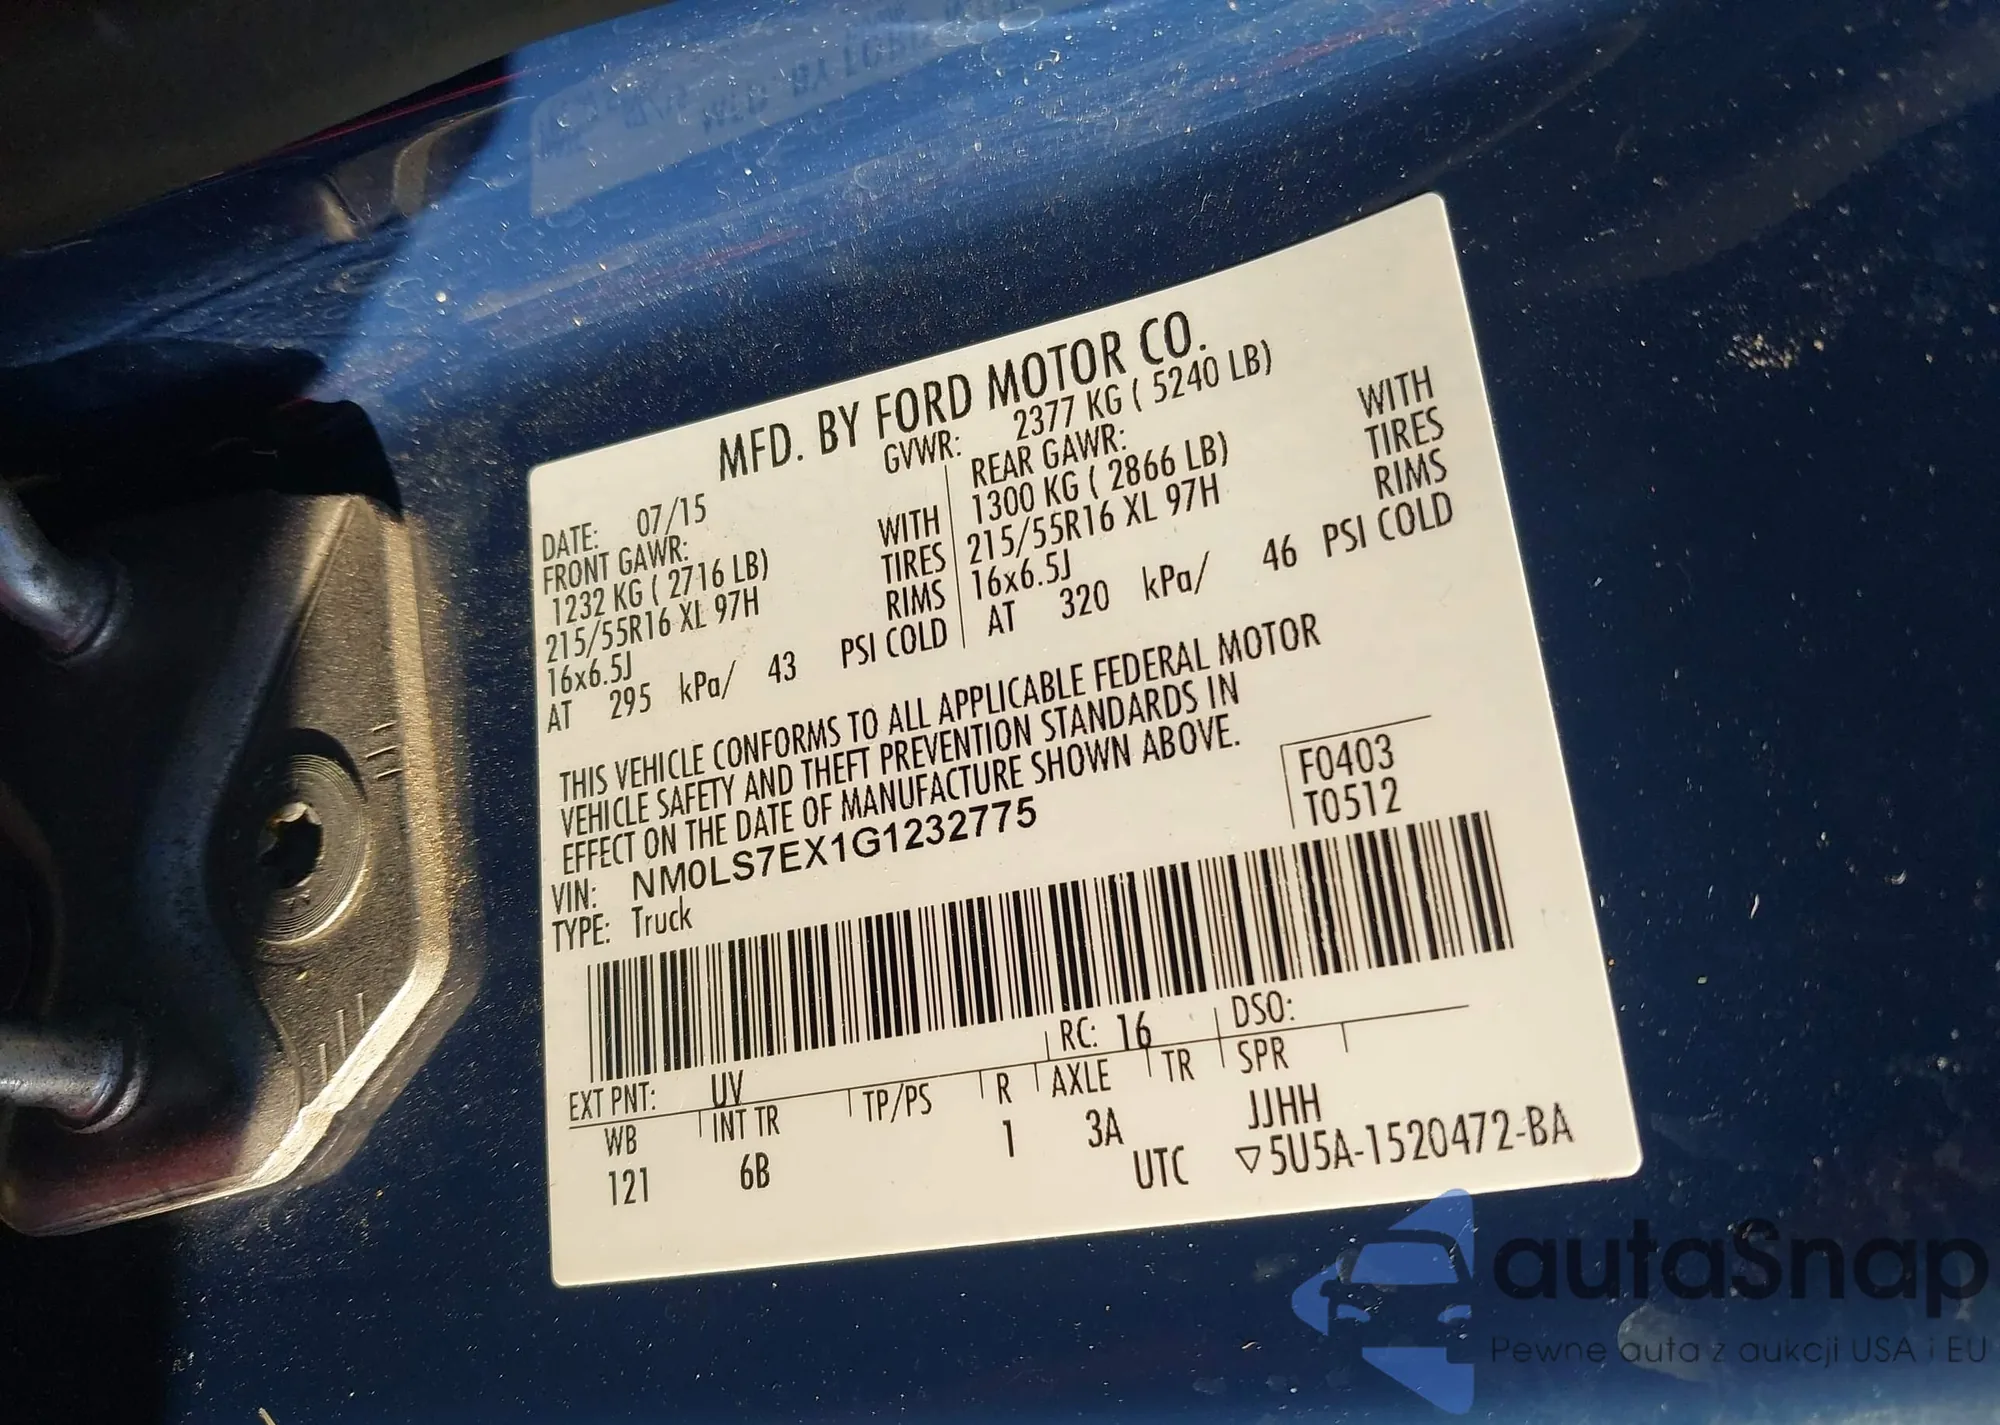 MFD. BY FORD MOTOR CO.
DATE: 07/15 GVWR: 2377 KG ( 5240 LB)
FRONT GAWR: REAR GAWR:
1232 KG ( 2716 LB) WITH 1300 KG ( 2866 LB) WITH
215/55R16 XL 97H TIRES 215/55R16 XL 97H TIRES
16x6.5J RIMS 16x6.5J RIMS
AT 295 kPa/ 43 PSI COLD AT 320 kPa/ 46 PSI COLD
THIS VEHICLE CONFORMS TO ALL APPLICABLE FEDERAL MOTOR
VEHICLE SAFETY AND THEFT PREVENTION STANDARDS IN
EFFECT ON THE DATE OF MANUFACTURE SHOWN ABOVE.
F0403
VIN: NM0LS7EX1G1232775 T0512
TYPE: Truck
EXT PNT: UV RC: 16 DSO:
WB INT TR TP/PS R AXLE TR SPR
121 6B 1 3A JJHH
UTC ▽5U5A-1520472-BA
autaSnap
Pewne auta z aukcji USA i EU